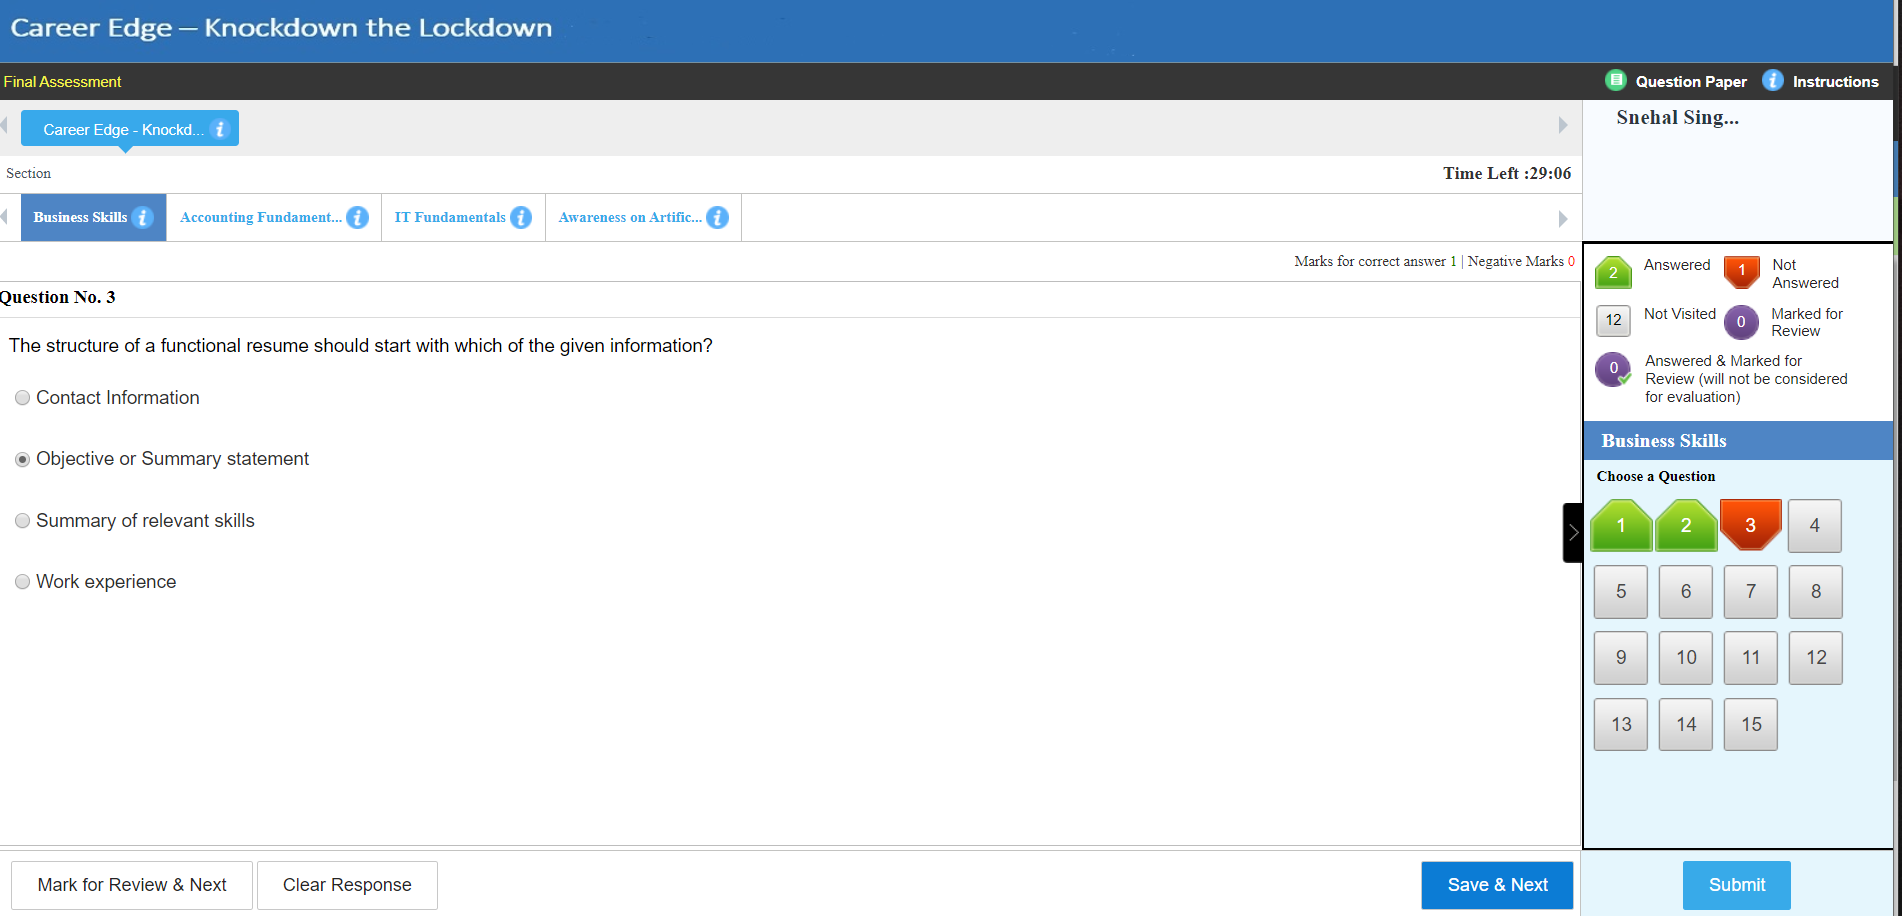 Career Edge – Knockdown the Lockdown
Final Assessment
Question Paper
Instructions
Career Edge - Knockd...
Snehal Sing...
Section
Time Left :29:06
Business Skills
Accounting Fundament...
IT Fundamentals
Awareness on Artific...
Marks for correct answer 1 | Negative Marks 0
Question No. 3
The structure of a functional resume should start with which of the given information?
Contact Information
Objective or Summary statement
Summary of relevant skills
Work experience
2 Answered
1 Not Answered
12 Not Visited
0 Marked for Review
0 Answered & Marked for
Review (will not be considered
for evaluation)
Business Skills
Choose a Question
1 2 3 4
5 6 7 8
9 10 11 12
13 14 15
Mark for Review & Next
Clear Response
Save & Next
Submit